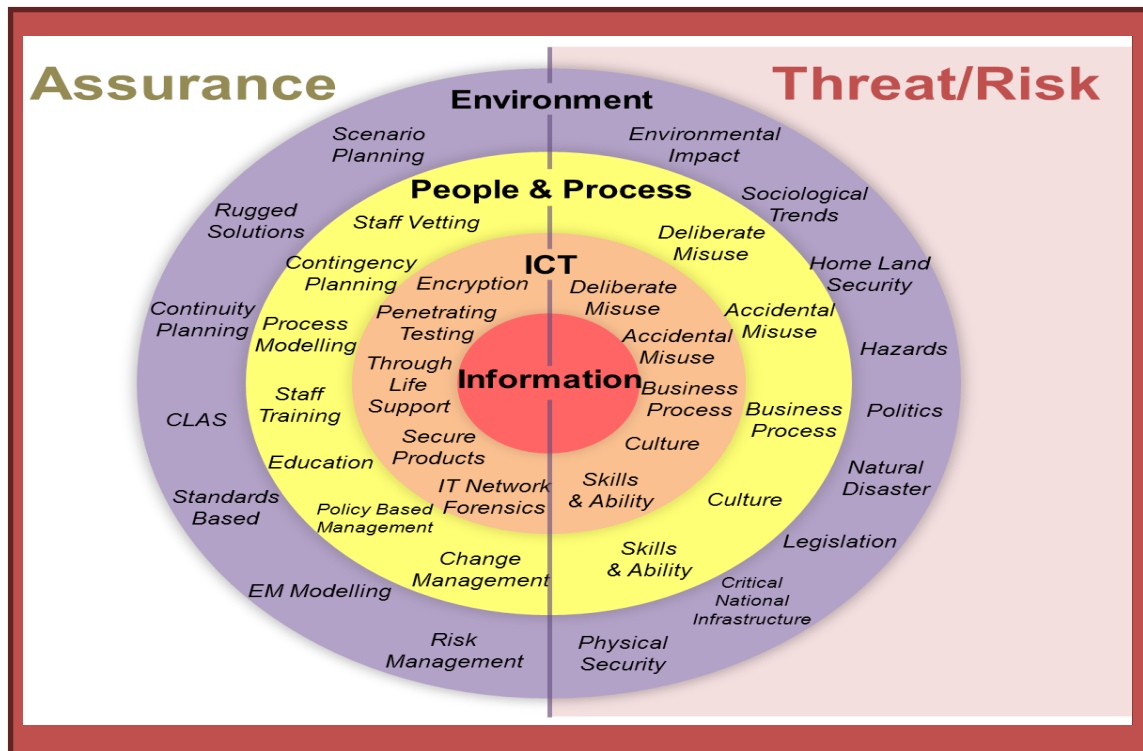 Assurance
Threat/Risk
Environment
Scenario
Planning
Rugged
Solutions
Continuity
Planning
CLAS
Standards
Based
EM Modelling
Risk
Management
Environmental
Impact
Sociological
Trends
Home Land
Security
Hazards
Politics
Natural
Disaster
Legislation
Critical
National
Infrastructure
Physical
Security
People & Process
Staff Vetting
Contingency
Planning
Process
Modelling
Staff
Training
Education
Policy Based
Management
Change
Management
Deliberate
Misuse
Accidental
Misuse
Business
Process
Culture
Skills
& Ability
ICT
Encryption
Penetrating
Testing
Through
Life
Support
Secure
Products
IT Network
Forensics
Deliberate
Misuse
Accidental
Misuse
Business
Process
Culture
Skills
& Ability
Information